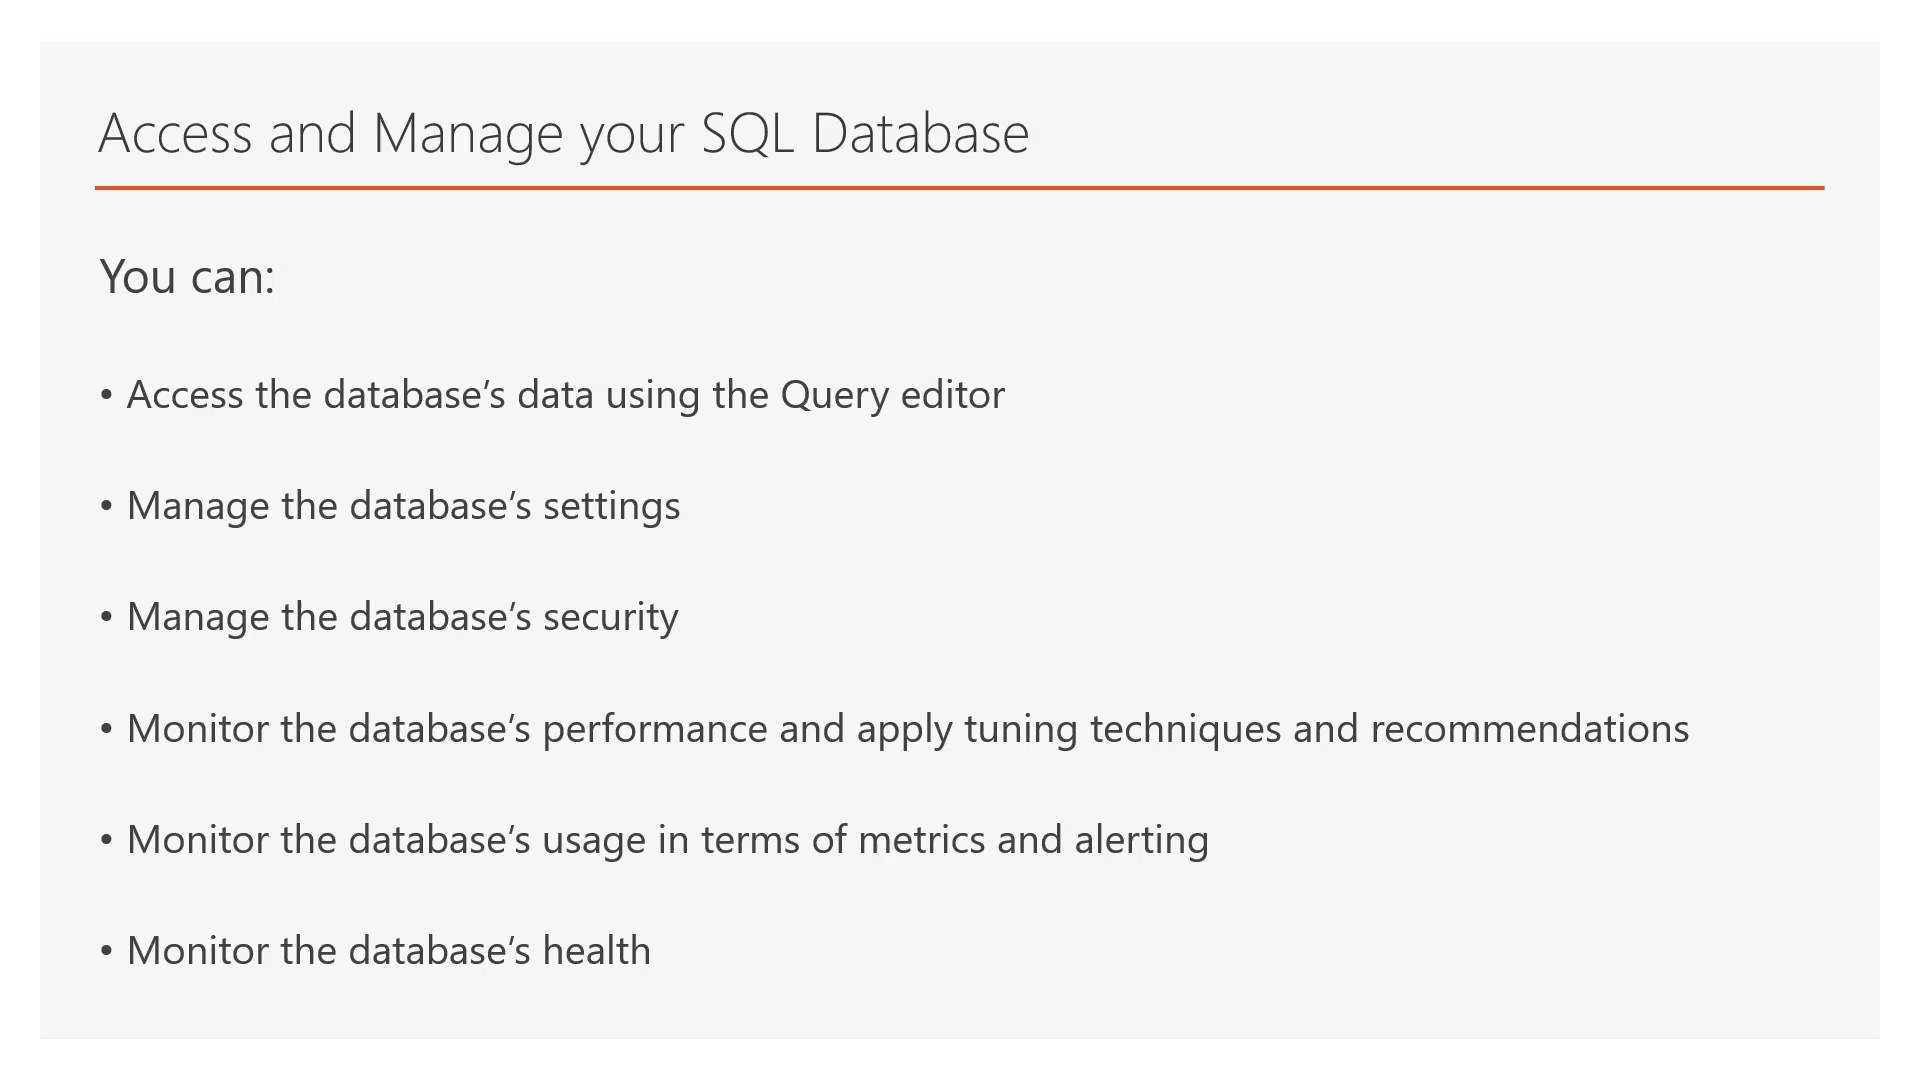 Access and Manage your SQL Database
You can:
• Access the database’s data using the Query editor
• Manage the database’s settings
• Manage the database’s security
• Monitor the database’s performance and apply tuning techniques and recommendations
• Monitor the database’s usage in terms of metrics and alerting
• Monitor the database’s health